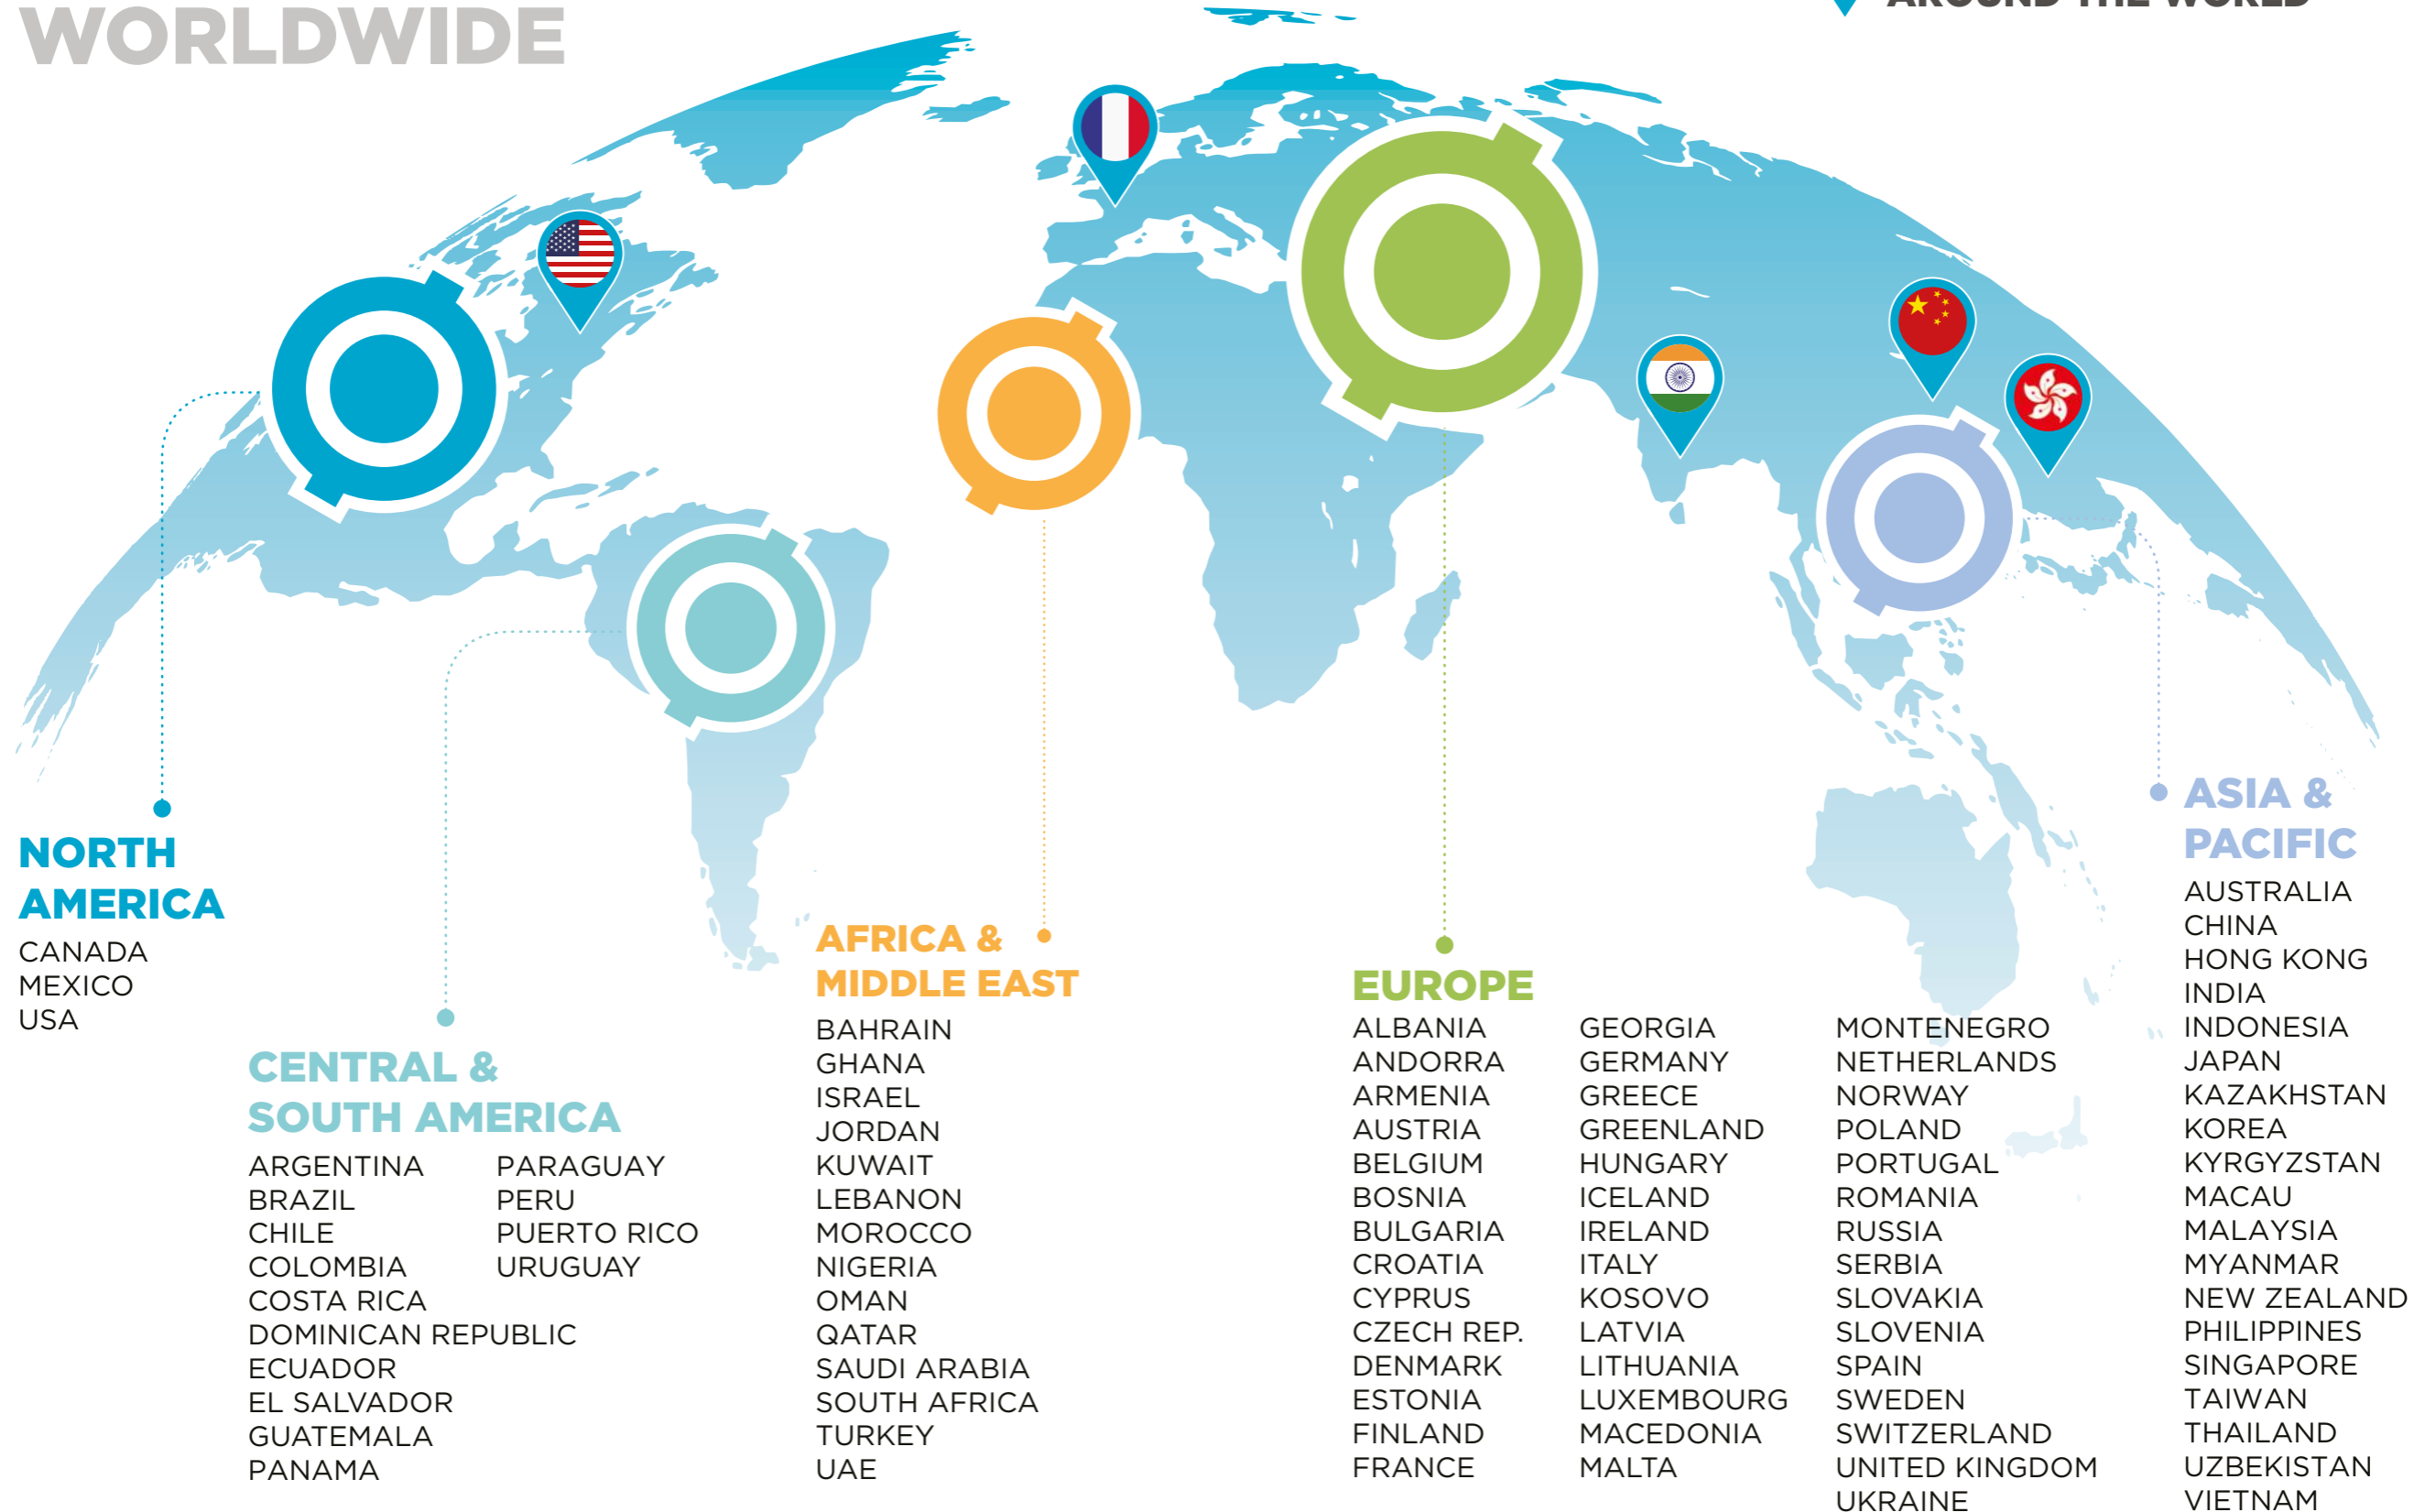 WORLDWIDE
AROUND THE WORLD
NORTH
AMERICA
CANADA
MEXICO
USA
CENTRAL &
SOUTH AMERICA
ARGENTINA
BRAZIL
CHILE
COLOMBIA
COSTA RICA
DOMINICAN REPUBLIC
ECUADOR
EL SALVADOR
GUATEMALA
PANAMA
PARAGUAY
PERU
PUERTO RICO
URUGUAY
AFRICA &
MIDDLE EAST
BAHRAIN
GHANA
ISRAEL
JORDAN
KUWAIT
LEBANON
MOROCCO
NIGERIA
OMAN
QATAR
SAUDI ARABIA
SOUTH AFRICA
TURKEY
UAE
EUROPE
ALBANIA
ANDORRA
ARMENIA
AUSTRIA
BELGIUM
BOSNIA
BULGARIA
CROATIA
CYPRUS
CZECH REP.
DENMARK
ESTONIA
FINLAND
FRANCE
GEORGIA
GERMANY
GREECE
GREENLAND
HUNGARY
ICELAND
IRELAND
ITALY
KOSOVO
LATVIA
LITHUANIA
LUXEMBOURG
MACEDONIA
MALTA
MONTENEGRO
NETHERLANDS
NORWAY
POLAND
PORTUGAL
ROMANIA
RUSSIA
SERBIA
SLOVAKIA
SLOVENIA
SPAIN
SWEDEN
SWITZERLAND
UNITED KINGDOM
UKRAINE
ASIA &
PACIFIC
AUSTRALIA
CHINA
HONG KONG
INDIA
INDONESIA
JAPAN
KAZAKHSTAN
KOREA
KYRGYZSTAN
MACAU
MALAYSIA
MYANMAR
NEW ZEALAND
PHILIPPINES
SINGAPORE
TAIWAN
THAILAND
UZBEKISTAN
VIETNAM